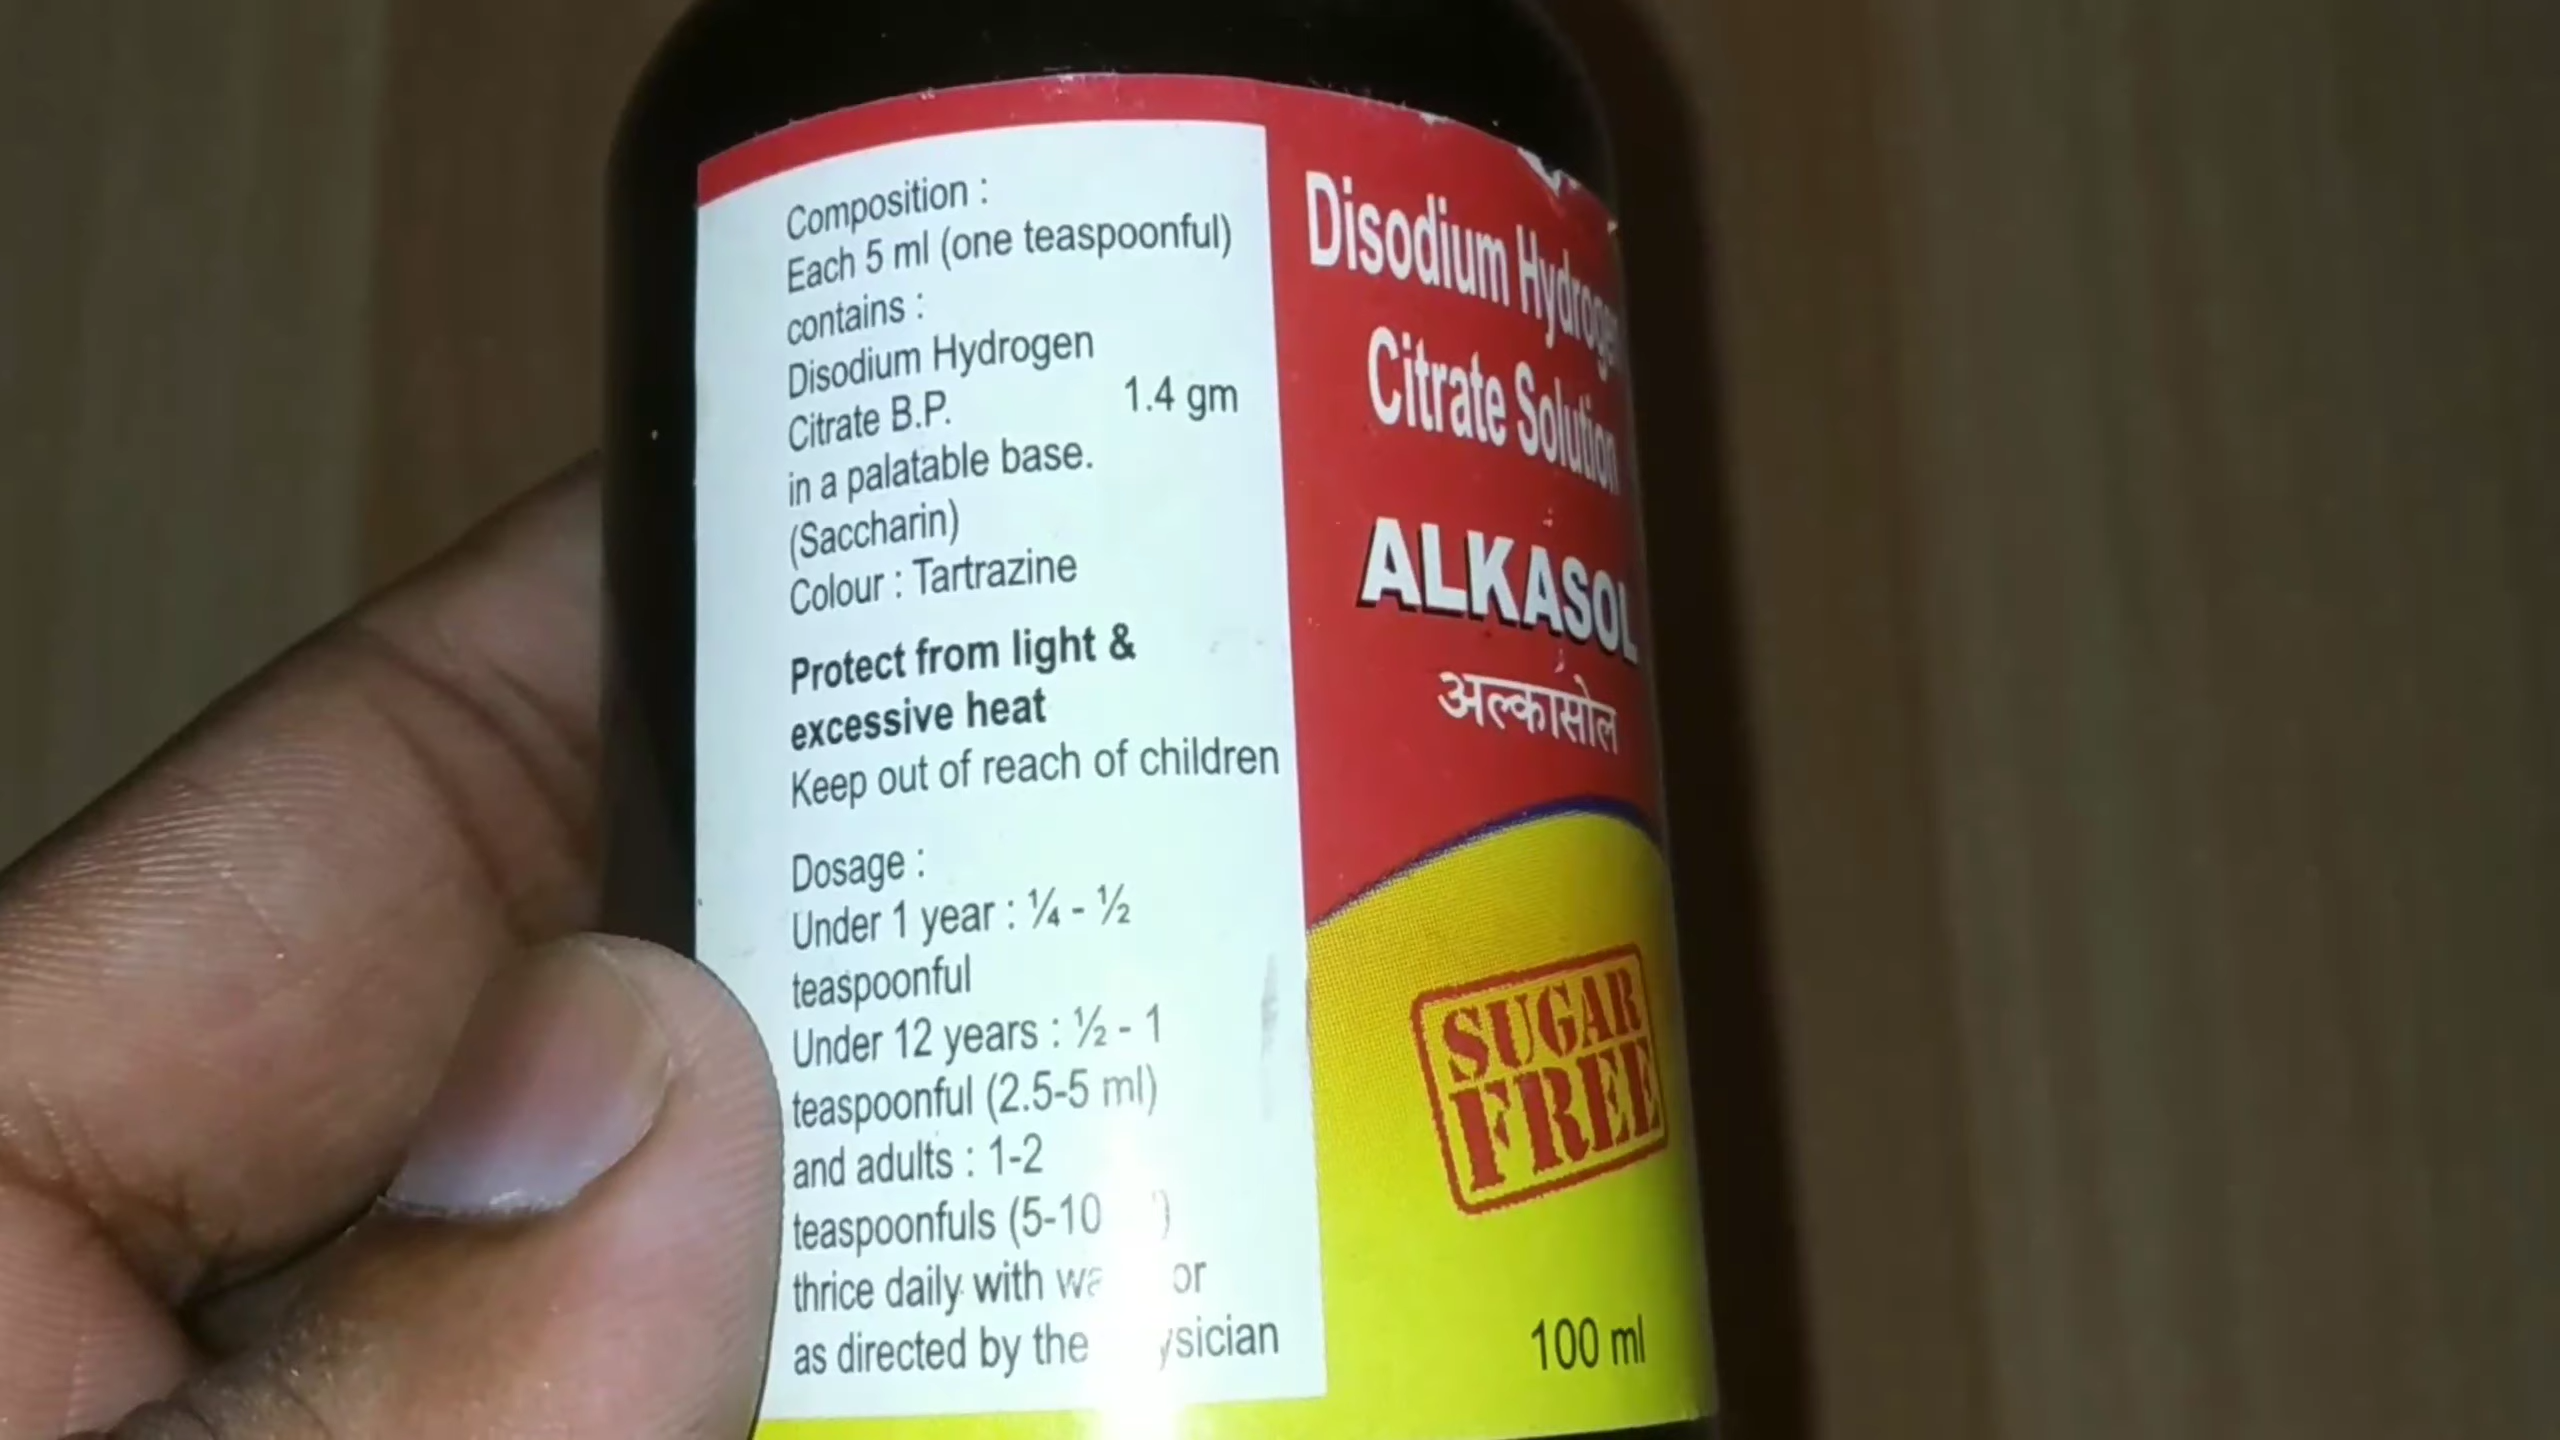 Composition :
Each 5 ml (one teaspoonful)
contains :
Disodium Hydrogen
Citrate B.P. 1.4 gm
in a palatable base.
(Saccharin)
Colour : Tartrazine
Protect from light &
excessive heat
Keep out of reach of children
Dosage :
Under 1 year : ¼ - ½
teaspoonful
Under 12 years : ½ - 1
teaspoonful (2.5-5 ml)
and adults : 1-2
teaspoonfuls (5-10 )
thrice daily with or
as directed by the
Disodium Hydrogen
Citrate Solution
ALKASOL
अल्कासोल
SUGAR
FREE
100 ml